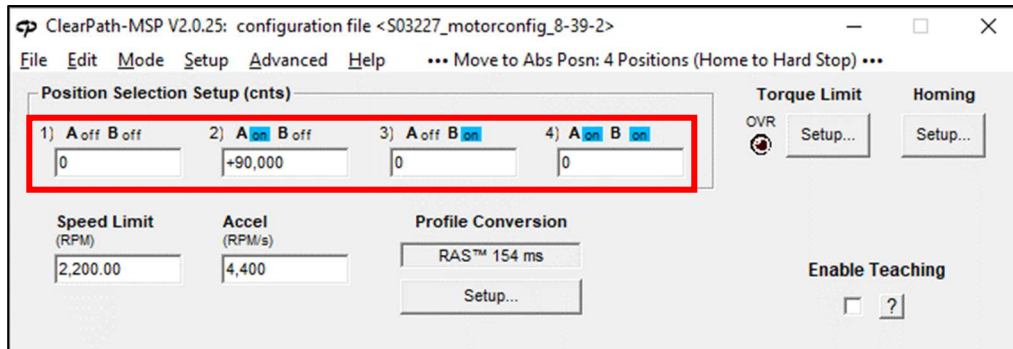 ClearPath-MSP V2.0.25: configuration file <S03227_motorconfig_8-39-2>
File Edit Mode Setup Advanced Help ••• Move to Abs Posn: 4 Positions (Home to Hard Stop) •••
Position Selection Setup (cnts)
Torque Limit
Homing
1) A off B off
2) A on B off
3) A off B on
4) A on B on
OVR
Setup...
Setup...
0
+90,000
0
0
Speed Limit
(RPM)
Accel
(RPM/s)
Profile Conversion
2,200.00
4,400
RAS™ 154 ms
Setup...
Enable Teaching
?